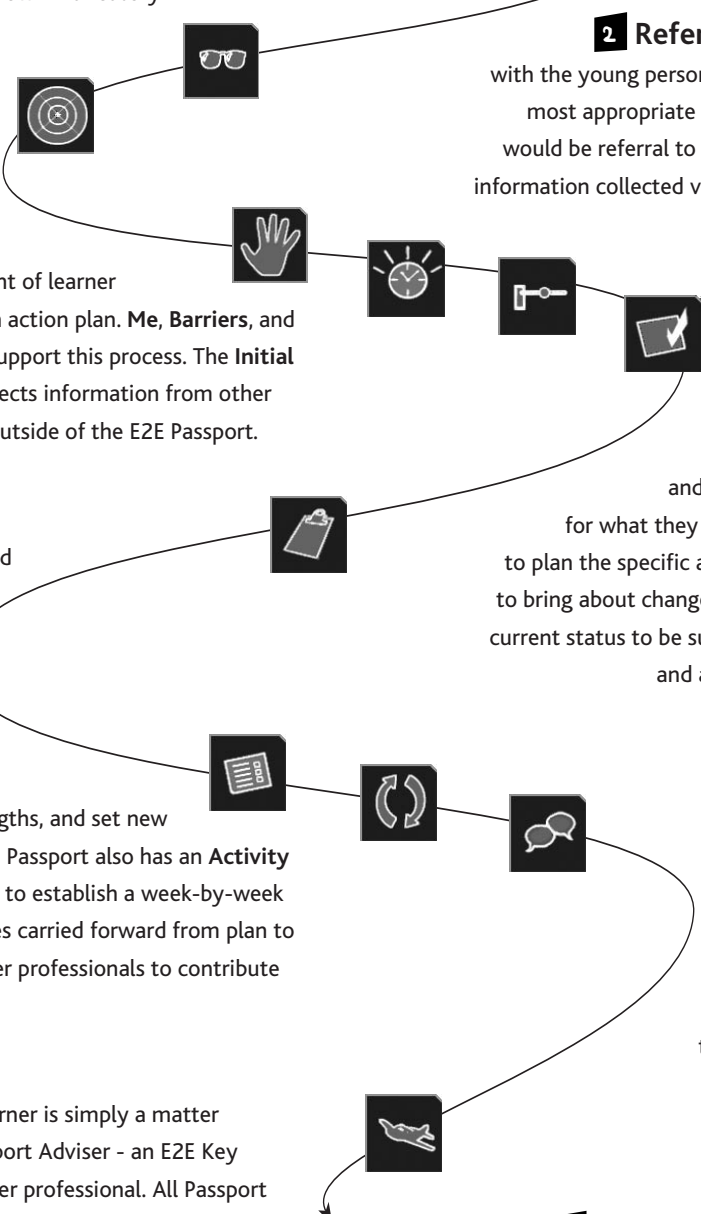 2 Refer
with the young person
most appropriate
would be referral to
information collected v
nt of learner
action plan. Me, Barriers, and
upport this process. The Initial
ects information from other
utside of the E2E Passport.
and
for what they
d
to plan the specific a
to bring about change
current status to be su
and a
gths, and set new
Passport also has an Activity
to establish a week-by-week
es carried forward from plan to
er professionals to contribute
t
rner is simply a matter
port Adviser - an E2E Key
er professional. All Passport